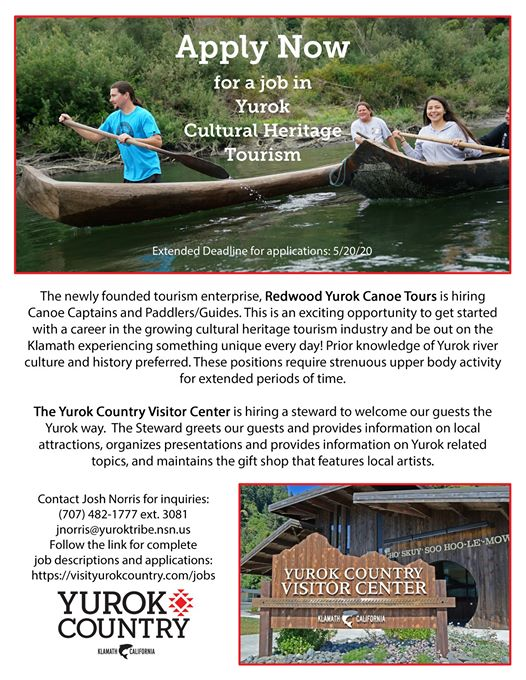 Apply Now
for a job in
Yurok
Cultural Heritage
Tourism
Extended Deadline for applications: 5/20/20
The newly founded tourism enterprise, Redwood Yurok Canoe Tours is hiring
Canoe Captains and Paddlers/Guides. This is an exciting opportunity to get started
with a career in the growing cultural heritage tourism industry and be out on the
Klamath experiencing something unique every day! Prior knowledge of Yurok river
culture and history preferred. These positions require strenuous upper body activity
for extended periods of time.
The Yurok Country Visitor Center is hiring a steward to welcome our guests the
Yurok way. The Steward greets our guests and provides information on local
attractions, organizes presentations and provides information on Yurok related
topics, and maintains the gift shop that features local artists.
Contact Josh Norris for inquiries:
(707) 482-1777 ext. 3081
jnorris@yuroktribe.nsn.us
Follow the link for complete
job descriptions and applications:
https://visityurokcountry.com/jobs
YUROK
COUNTRY
KLAMATH CALIFORNIA
HO' SKUY' SOO HOO-LE'-MOW
YUROK COUNTRY
VISITOR CENTER
KLAMATH CALIFORNIA